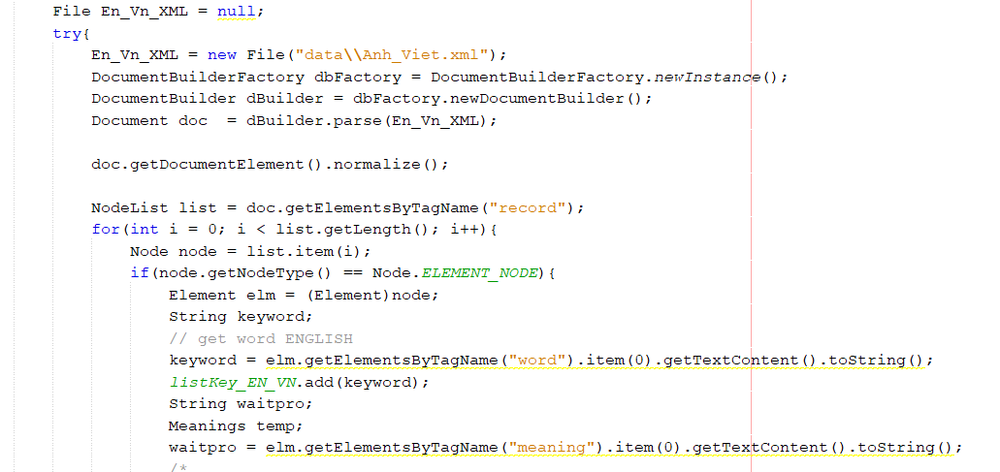 File En_Vn_XML = null;
try{
En_Vn_XML = new File("data\\Anh_Viet.xml");
DocumentBuilderFactory dbFactory = DocumentBuilderFactory.newInstance();
DocumentBuilder dBuilder = dbFactory.newDocumentBuilder();
Document doc  = dBuilder.parse(En_Vn_XML);
doc.getDocumentElement().normalize();
NodeList list = doc.getElementsByTagName("record");
for(int i = 0; i < list.getLength(); i++){
Node node = list.item(i);
if(node.getNodeType() == Node.ELEMENT_NODE){
Element elm = (Element)node;
String keyword;
// get word ENGLISH
keyword = elm.getElementsByTagName("word").item(0).getTextContent().toString();
listKey_EN_VN.add(keyword);
String waitpro;
Meanings temp;
waitpro = elm.getElementsByTagName("meaning").item(0).getTextContent().toString();
/*